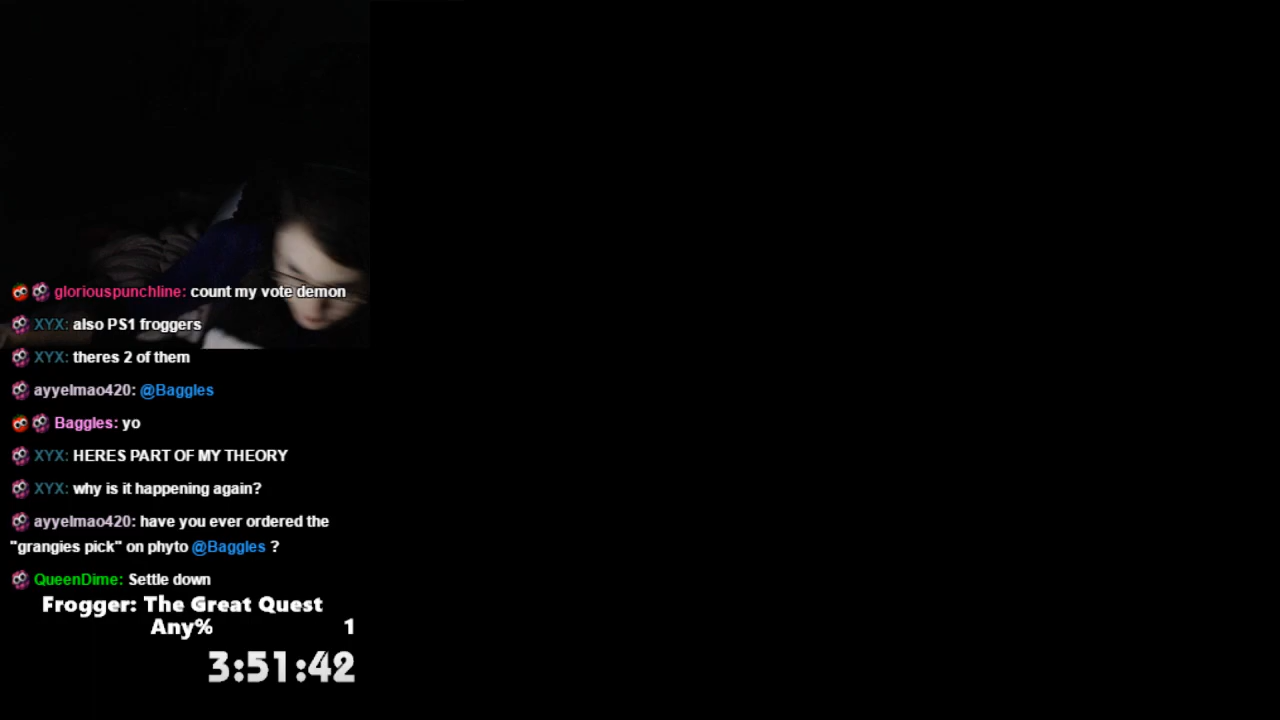 gloriouspunchline: count my vote demon
XYX: also PS1 froggers
XYX: theres 2 of them
ayyelmao420: @Baggles
Baggles: yo
XYX: HERES PART OF MY THEORY
XYX: why is it happening again?
ayyelmao420: have you ever ordered the
"grangies pick" on phyto @Baggles ?
QueenDime: Settle down
Frogger: The Great Quest
Any% 1
3:51:42